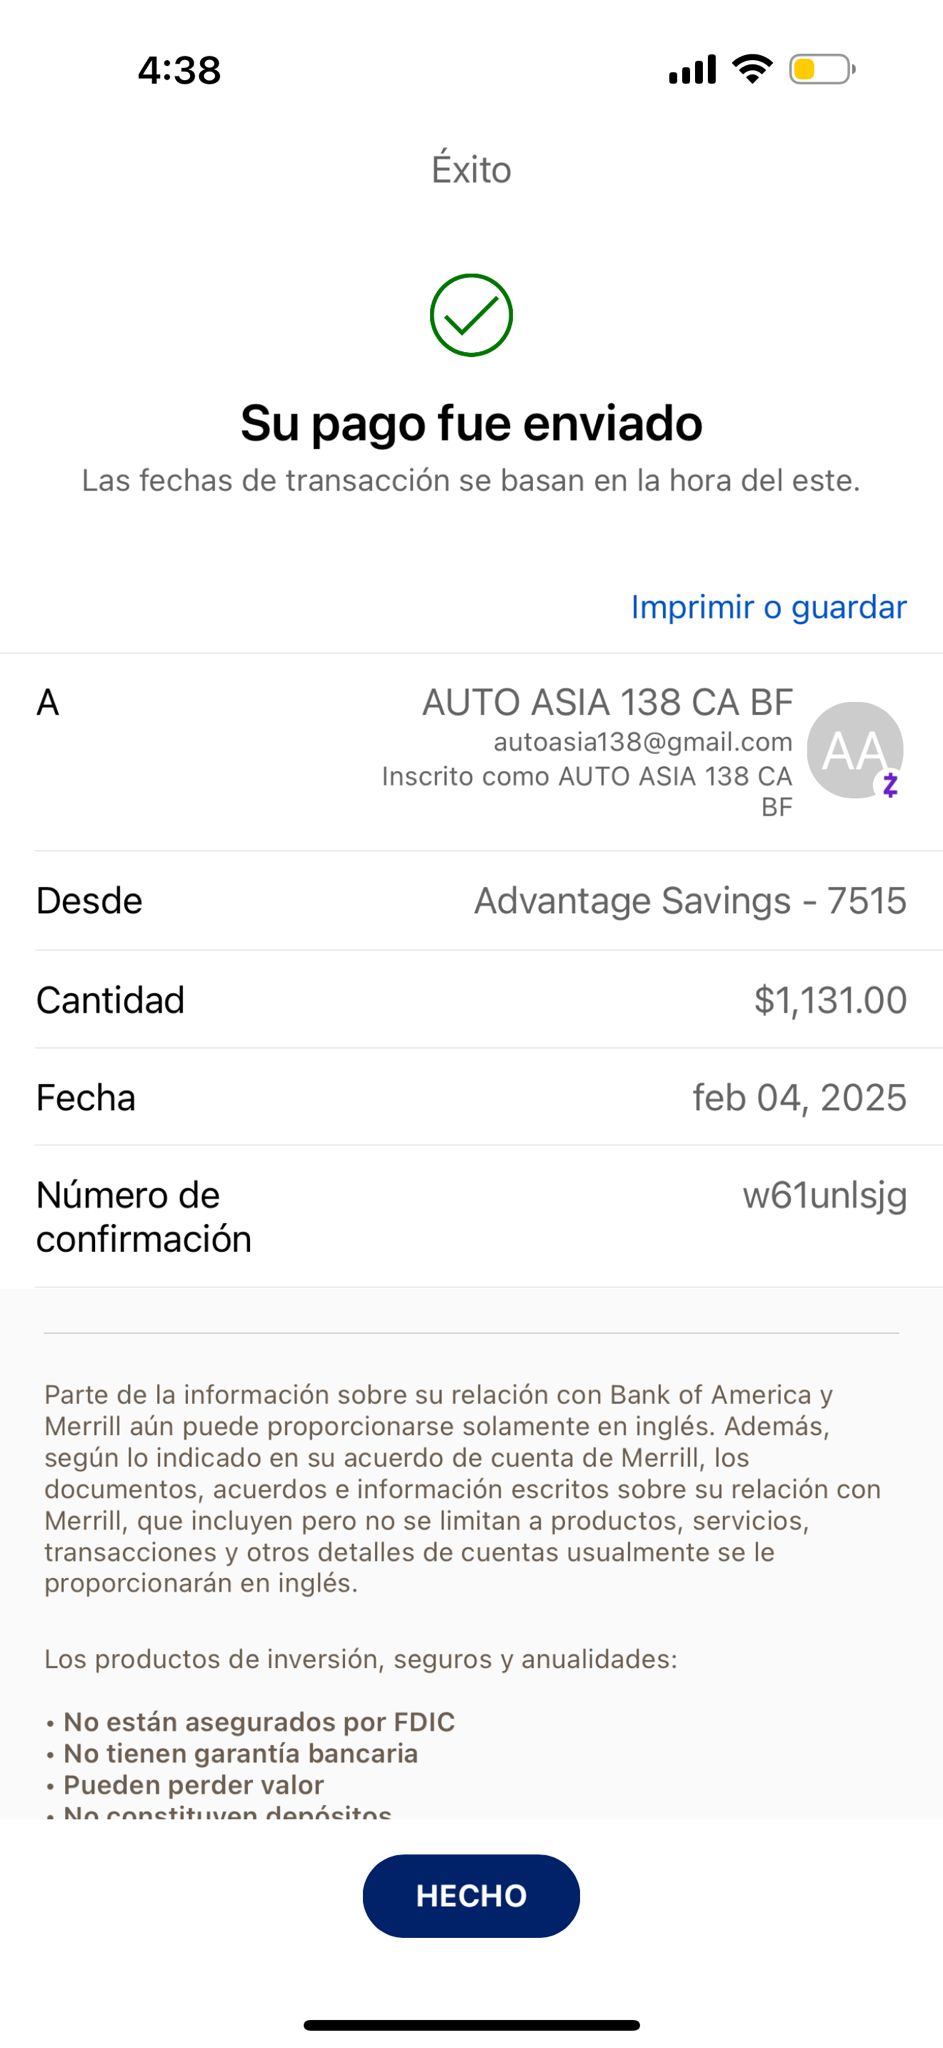 4:38
Éxito
Su pago fue enviado
Las fechas de transacción se basan en la hora del este.
Imprimir o guardar
A
AUTO ASIA 138 CA BF
autoasia138@gmail.com
Inscrito como AUTO ASIA 138 CA
BF
AA
Desde
Advantage Savings - 7515
Cantidad
$1,131.00
Fecha
feb 04, 2025
Número de
confirmación
w61unlsjg
Parte de la información sobre su relación con Bank of America y
Merrill aún puede proporcionarse solamente en inglés. Además,
según lo indicado en su acuerdo de cuenta de Merrill, los
documentos, acuerdos e información escritos sobre su relación con
Merrill, que incluyen pero no se limitan a productos, servicios,
transacciones y otros detalles de cuentas usualmente se le
proporcionarán en inglés.
Los productos de inversión, seguros y anualidades:
• No están asegurados por FDIC
• No tienen garantía bancaria
• Pueden perder valor
• No constituyen depósitos
HECHO